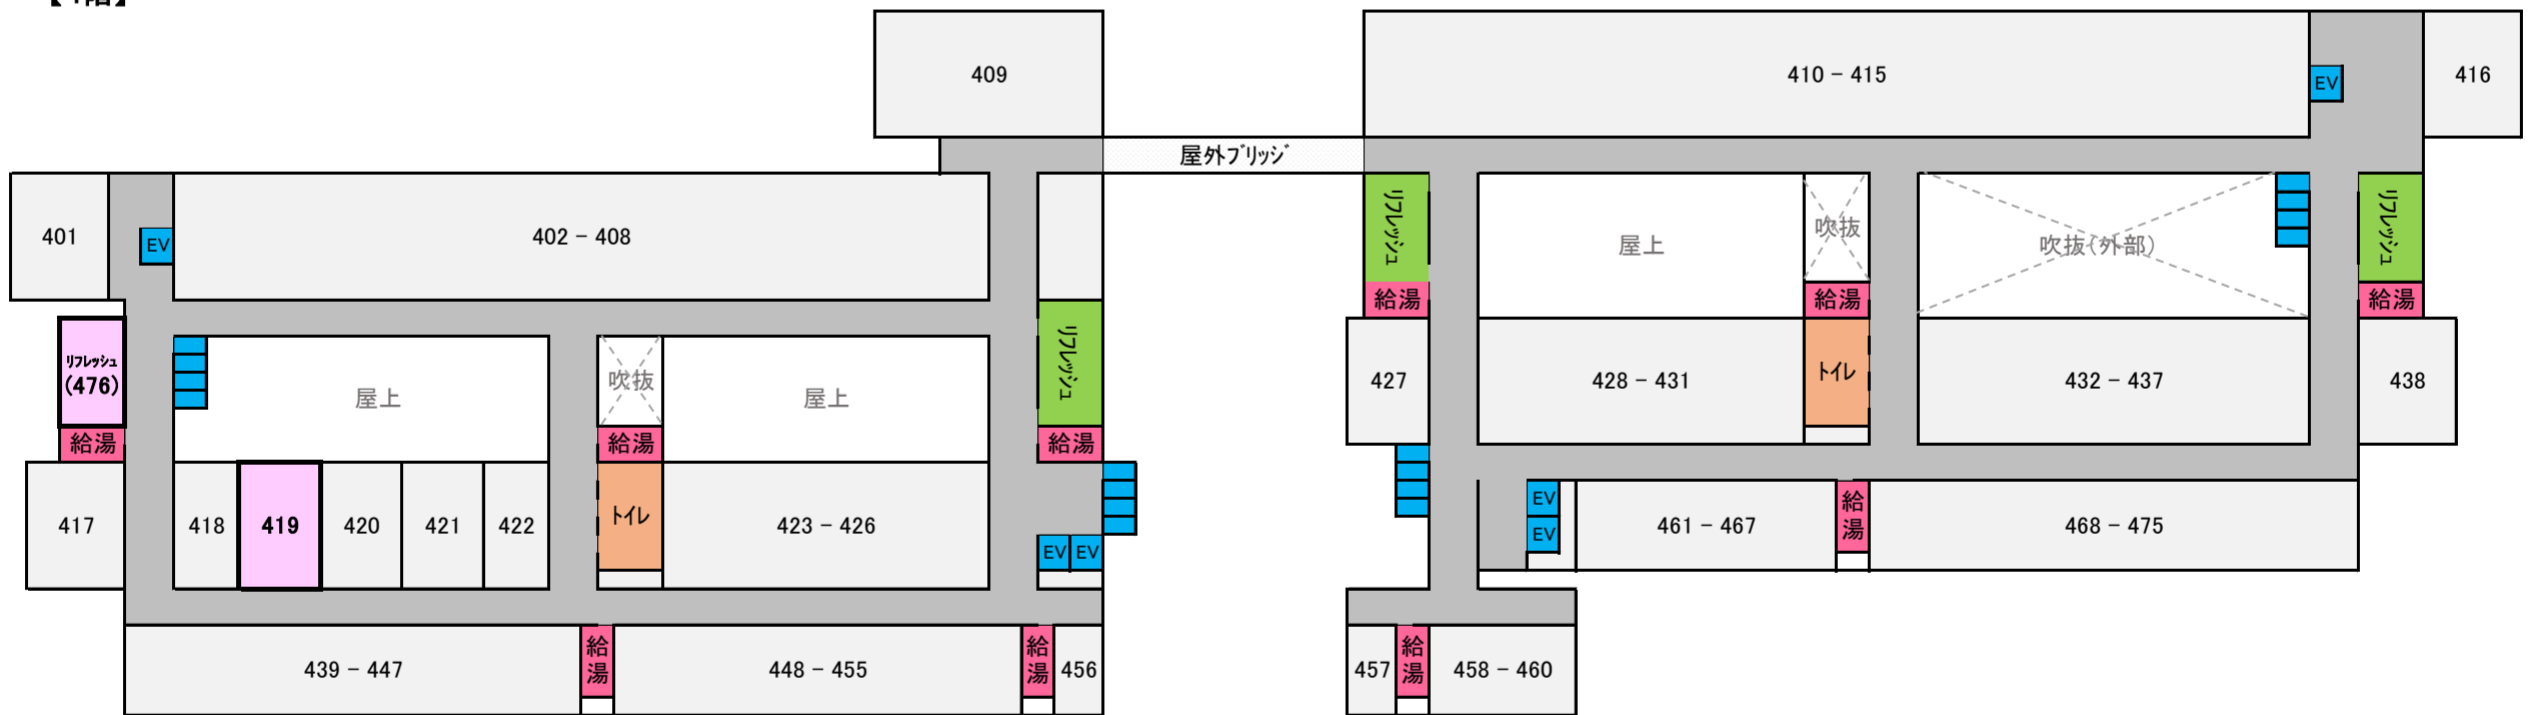 409
410 − 415
416
EV
屋外ブリッジ
401
EV
402 − 408
リフレッシュ
給湯
屋上
吹抜
給湯
吹抜(外部)
リフレッシュ
給湯
リフレッシュ
(476)
給湯
屋上
吹抜
給湯
屋上
リフレッシュ
給湯
427
428 − 431
トイレ
432 − 437
438
417
418
419
420
421
422
トイレ
423 − 426
EV
EV
EV
EV
461 − 467
給湯
468 − 475
439 − 447
給湯
448 − 455
給湯
456
457
給湯
458 − 460